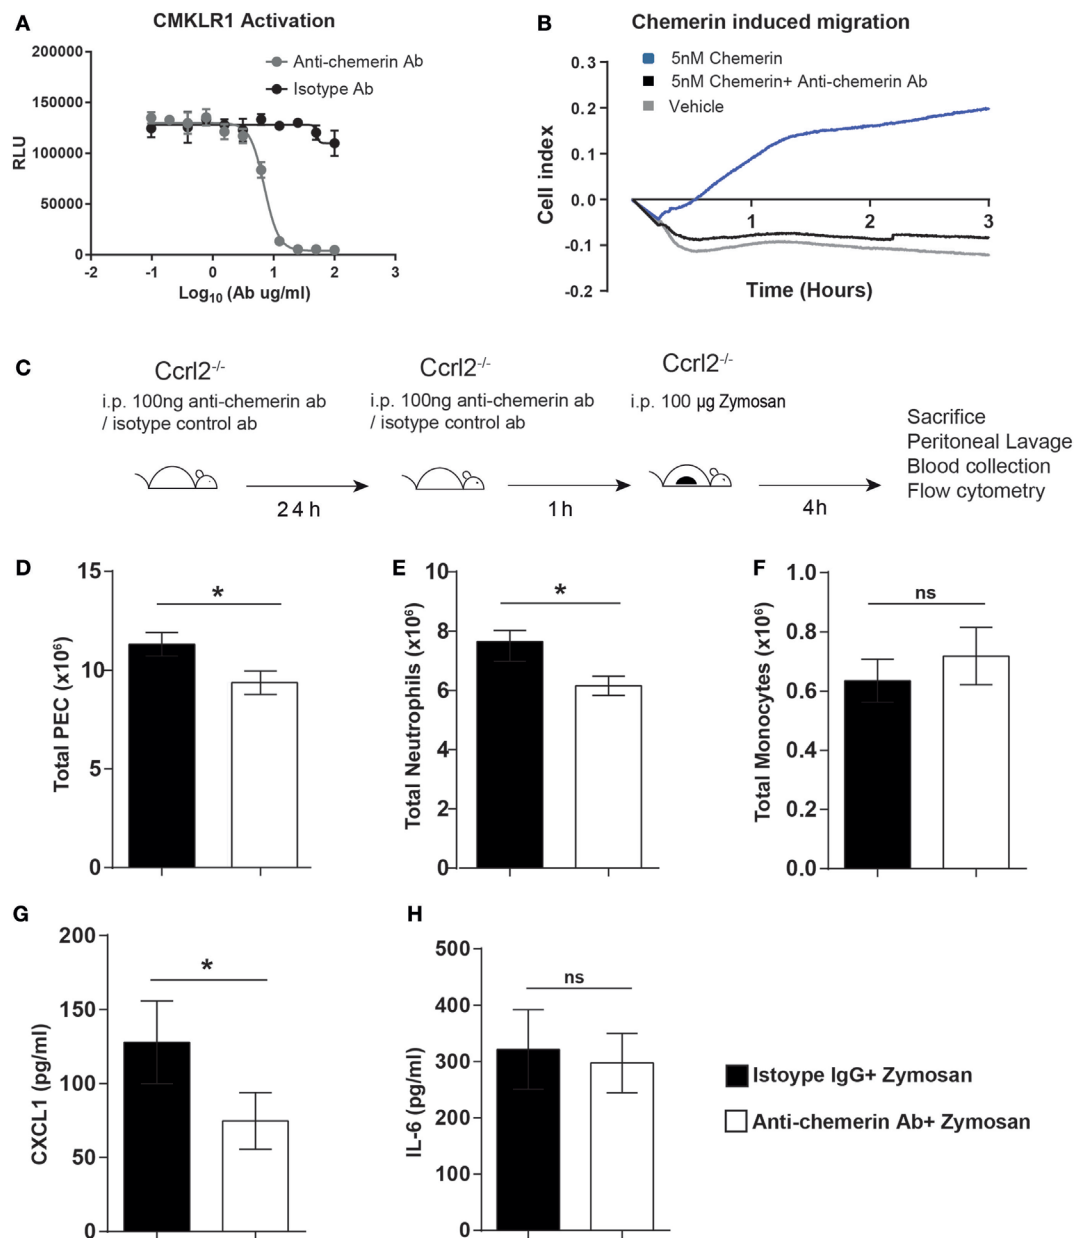 A
CMKLR1 Activation
200000
150000
100000
50000
0
RLU
Anti-chemerin Ab
Isotype Ab
-2
-1
0
1
2
3
Log10 (Ab ug/ml)
B
Chemerin induced migration
5nM Chemerin
5nM Chemerin+ Anti-chemerin Ab
Vehicle
0.3
0.2
0.1
0.0
-0.1
-0.2
Cell index
1
2
3
Time (Hours)
C
Ccrl2-/-
i.p. 100ng anti-chemerin ab
/ isotype control ab
24h
Ccrl2-/-
i.p. 100ng anti-chemerin ab
/ isotype control ab
1h
Ccrl2-/-
i.p. 100 µg Zymosan
4h
Sacrifice
Peritoneal Lavage
Blood collection
Flow cytometry
D
15
10
5
0
Total PEC (x10⁶)
*
E
10
8
6
4
2
0
Total Neutrophils (x10⁶)
*
F
1.0
0.8
0.6
0.4
0.2
0.0
Total Monocytes (x10⁶)
ns
G
200
150
100
50
0
CXCL1 (pg/ml)
*
H
500
400
300
200
100
0
IL-6 (pg/ml)
ns
Istoype IgG+ Zymosan
Anti-chemerin Ab+ Zymosan